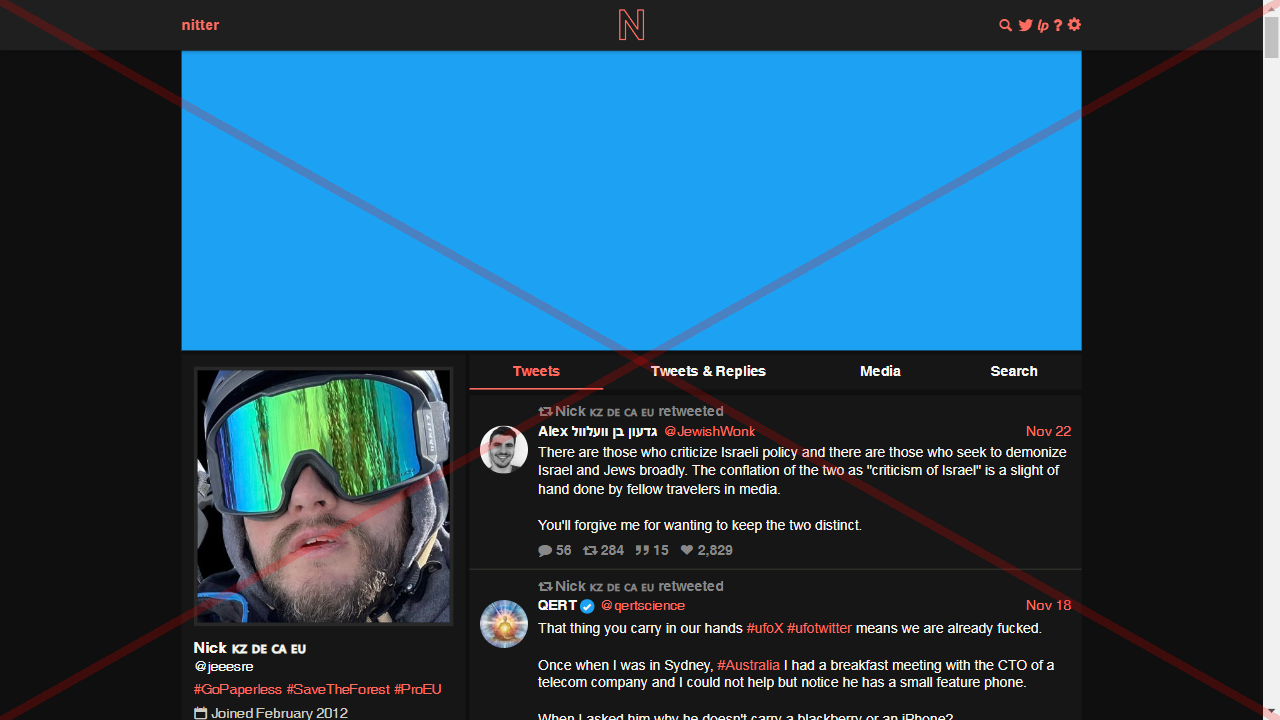 nitter
N
lp ?
Tweets
Tweets & Replies
Media
Search
Nick KZ DE CA EU
@jeeesre
#GoPaperless #SaveTheForest #ProEU
Joined February 2012
Nick KZ DE CA EU retweeted
Alex גדעון בן וועלוול @JewishWonk Nov 22
There are those who criticize Israeli policy and there are those who seek to demonize
Israel and Jews broadly. The conflation of the two as "criticism of Israel" is a slight of
hand done by fellow travelers in media.
You'll forgive me for wanting to keep the two distinct.
56 284 15 2,829
Nick KZ DE CA EU retweeted
QERT @qertscience Nov 18
That thing you carry in our hands #ufoX #ufotwitter means we are already fucked.
Once when I was in Sydney, #Australia I had a breakfast meeting with the CTO of a
telecom company and I could not help but notice he has a small feature phone.
When I asked him why he doesn't carry a blackberry or an iPhone?